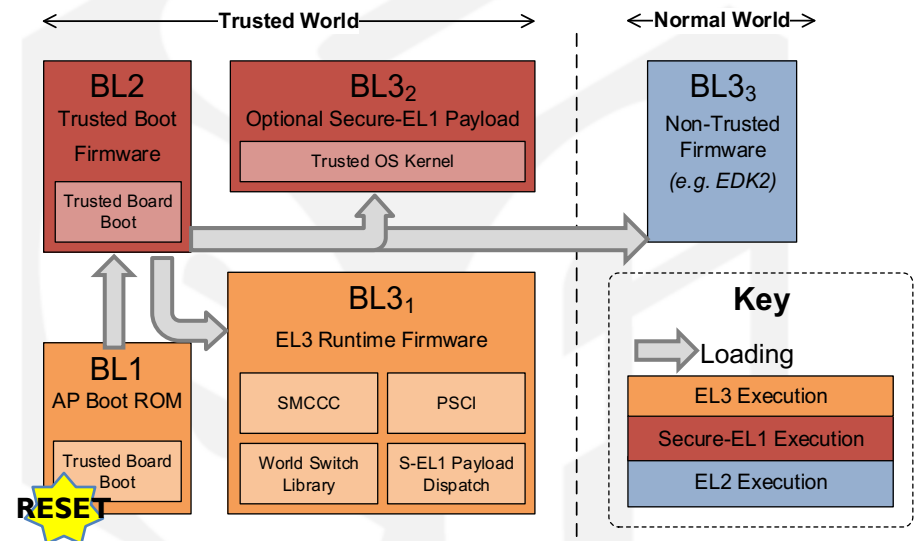 Trusted World
Normal World
BL2
Trusted Boot
Firmware
Trusted Board
Boot
BL3₂
Optional Secure-EL1 Payload
Trusted OS Kernel
BL3₃
Non-Trusted
Firmware
(e.g. EDK2)
BL1
AP Boot ROM
Trusted Board
Boot
RESET
BL3₁
EL3 Runtime Firmware
SMCCC
PSCI
World Switch
Library
S-EL1 Payload
Dispatch
Key
Loading
EL3 Execution
Secure-EL1 Execution
EL2 Execution